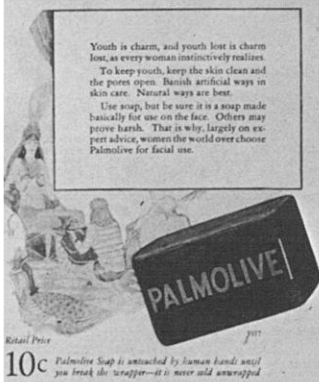 Youth is charm, and youth lost is charm
lost, as every woman instinctively realizes.
To keep youth, keep the skin clean and
the pores open. Banish artificial ways in
skin care. Natural ways are best.
Use soap, but be sure it is a soap made
basically for use on the face. Others may
prove harsh. That is why, largely on ex-
pert advice, women the world over choose
Palmolive for facial use.
PALMOLIVE
Retail Price
10c
Palmolive Soap is untouched by human hands until
you break the wrapper—it is never sold unwrapped